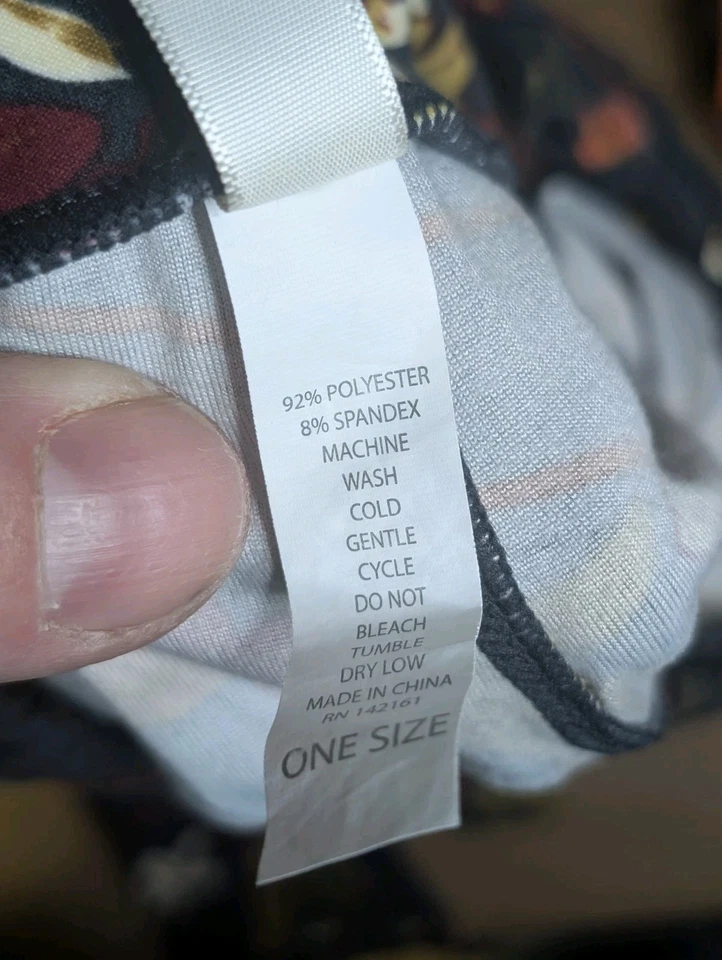 92% POLYESTER
8% SPANDEX
MACHINE
WASH
COLD
GENTLE
CYCLE
DO NOT
BLEACH
TUMBLE
DRY LOW
MADE IN CHINA
RN 142161
ONE SIZE